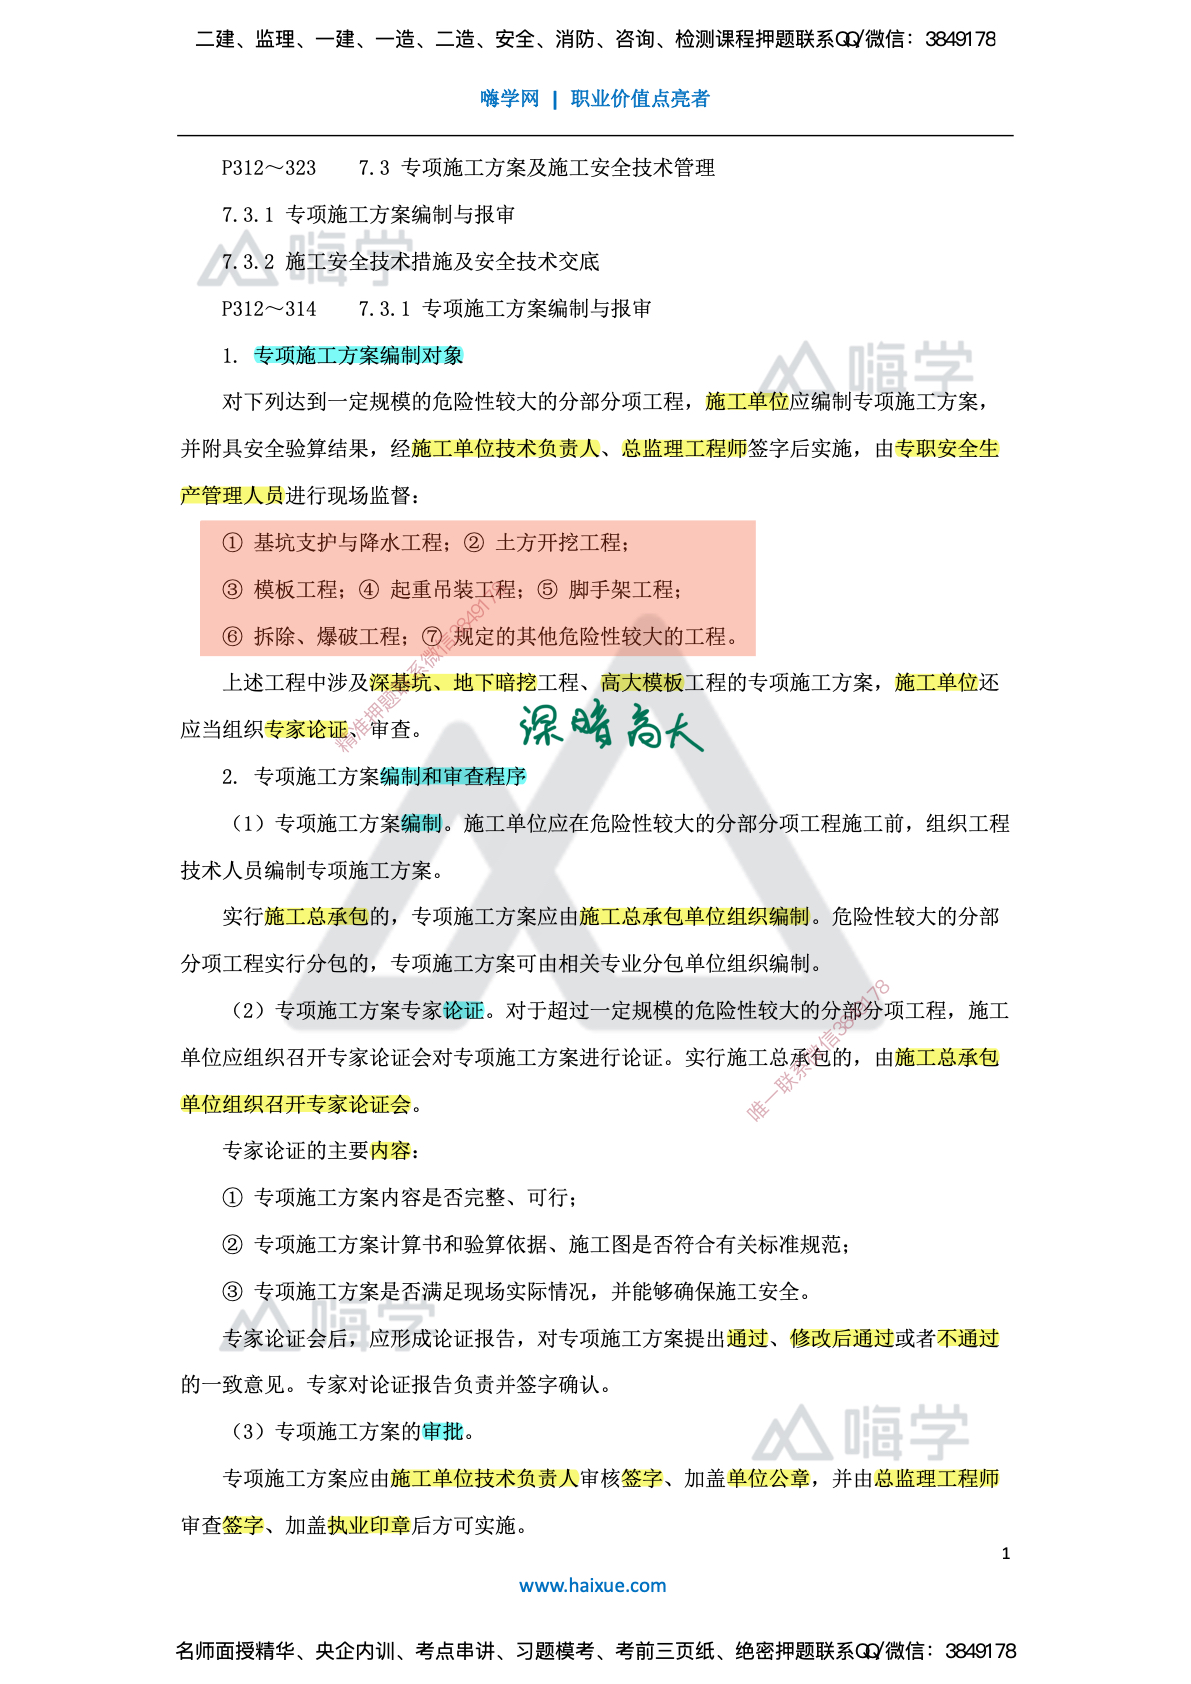 二建、监理、一建、一造、二造、安全、消防、咨询、检测课程押题联系QQ/微信：3849178
嗨学网 | 职业价值点亮者
P312～323 7.3 专项施工方案及施工安全技术管理
7.3.1 专项施工方案编制与报审
嗨学
7.3.2 施工安全技术措施及安全技术交底
P312～314 7.3.1 专项施工方案编制与报审
1. 专项施工方案编制对象
嗨学
对下列达到一定规模的危险性较大的分部分项工程，施工单位应编制专项施工方案，
并附具安全验算结果，经施工单位技术负责人、总监理工程师签字后实施，由专职安全生
产管理人员进行现场监督：
① 基坑支护与降水工程；② 土方开挖工程；
③ 模板工程；④ 起重吊装工程；⑤ 脚手架工程；
⑥ 拆除、爆破工程；⑦ 规定的其他危险性较大的工程。
精准押题联系微信3849178
上述工程中涉及深基坑、地下暗挖工程、高大模板工程的专项施工方案，施工单位还
应当组织专家论证、审查。
深暗高大
2. 专项施工方案编制和审查程序
（1）专项施工方案编制。施工单位应在危险性较大的分部分项工程施工前，组织工程
技术人员编制专项施工方案。
实行施工总承包的，专项施工方案应由施工总承包单位组织编制。危险性较大的分部
分项工程实行分包的，专项施工方案可由相关专业分包单位组织编制。
（2）专项施工方案专家论证。对于超过一定规模的危险性较大的分部分项工程，施工
单位应组织召开专家论证会对专项施工方案进行论证。实行施工总承包的，由施工总承包
单位组织召开专家论证会。
唯一联系微信3849178
专家论证的主要内容：
① 专项施工方案内容是否完整、可行；
② 专项施工方案计算书和验算依据、施工图是否符合有关标准规范；
③ 专项施工方案是否满足现场实际情况，并能够确保施工安全。
嗨学
专家论证会后，应形成论证报告，对专项施工方案提出通过、修改后通过或者不通过
的一致意见。专家对论证报告负责并签字确认。
（3）专项施工方案的审批。
嗨学
专项施工方案应由施工单位技术负责人审核签字、加盖单位公章，并由总监理工程师
审查签字、加盖执业印章后方可实施。
1
www.haixue.com
名师面授精华、央企内训、考点串讲、习题模考、考前三页纸、绝密押题联系QQ/微信：3849178